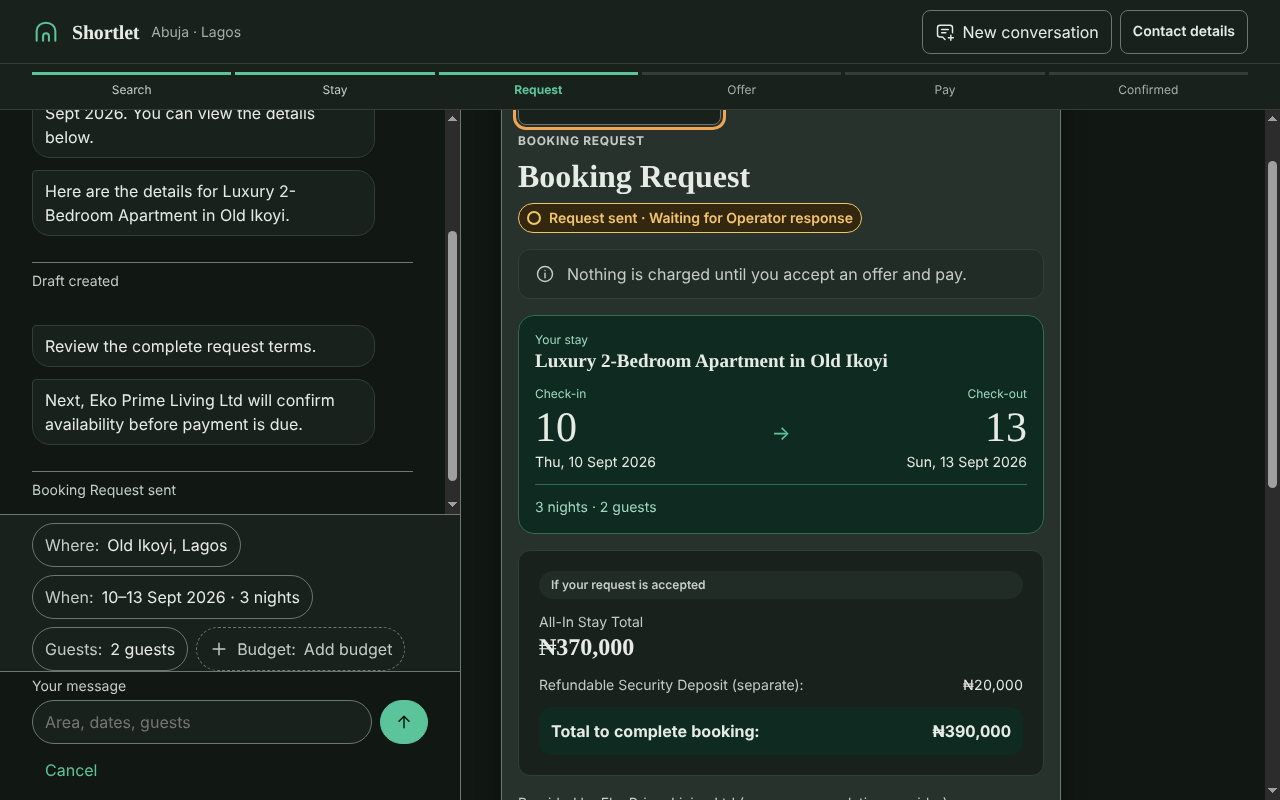 Shortlet
Abuja · Lagos
New conversation
Contact details
Search
Stay
Request
Offer
Pay
Confirmed
Sept 2026. You can view the details
below.
Here are the details for Luxury 2-
Bedroom Apartment in Old Ikoyi.
Draft created
Review the complete request terms.
Next, Eko Prime Living Ltd will confirm
availability before payment is due.
Booking Request sent
Where: Old Ikoyi, Lagos
When: 10–13 Sept 2026 · 3 nights
Guests: 2 guests
Budget: Add budget
Your message
Area, dates, guests
Cancel
BOOKING REQUEST
Booking Request
Request sent · Waiting for Operator response
Nothing is charged until you accept an offer and pay.
Your stay
Luxury 2-Bedroom Apartment in Old Ikoyi
Check-in
Check-out
10
→
13
Thu, 10 Sept 2026
Sun, 13 Sept 2026
3 nights · 2 guests
If your request is accepted
All-In Stay Total
₦370,000
Refundable Security Deposit (separate):
₦20,000
Total to complete booking:
₦390,000